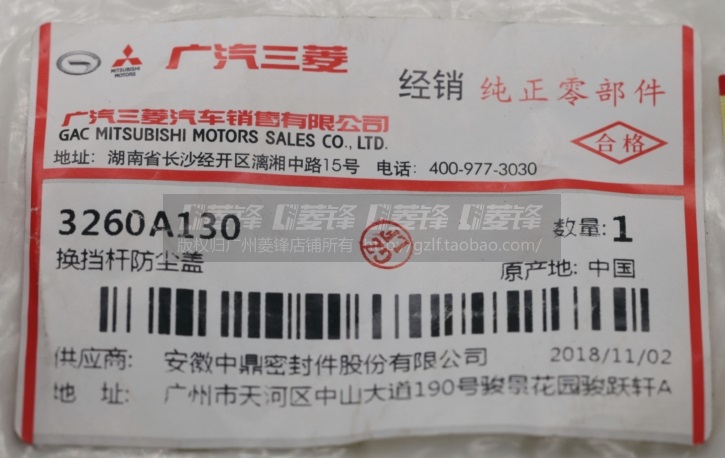 MITSUBISHI
MOTORS
广汽三菱
经销 纯正零部件
广汽三菱汽车销售有限公司
GAC MITSUBISHI MOTORS SALES CO., LTD.
合格
地址：湖南省长沙经开区漓湘中路15号 电话：400-977-3030
3260A130
数量: 1
菱锋 菱锋 菱锋 菱锋
版权归广州菱锋店铺所有 http://gzlf.taobao.com/
换挡杆防尘盖
原产地: 中国
供应商: 安徽中鼎密封件股份有限公司 2018/11/02
地 址: 广州市天河区中山大道190号骏景花园骏跃轩A